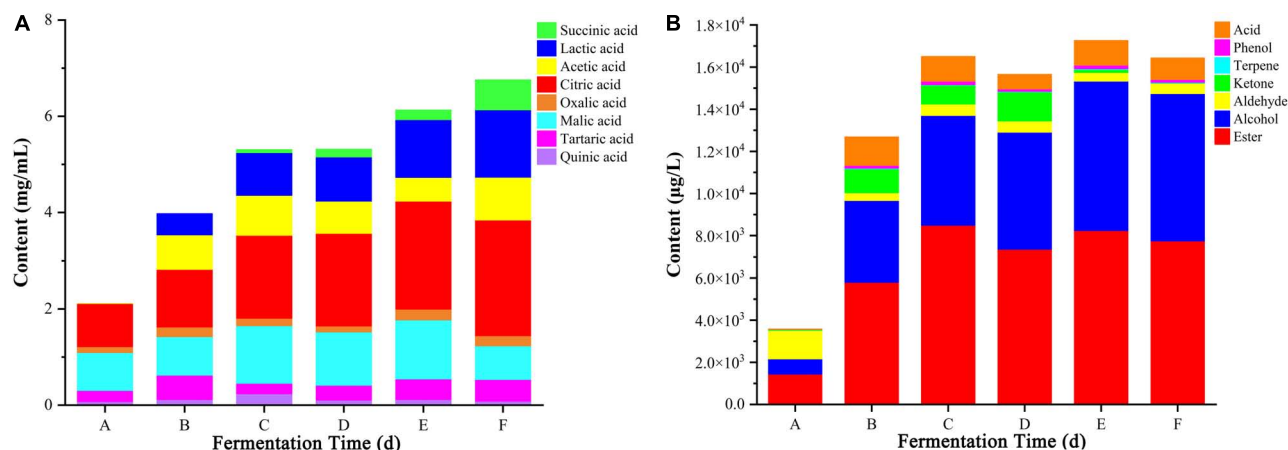 A
Content (mg/mL)
8
6
4
2
0
A B C D E F
Fermentation Time (d)
Succinic acid
Lactic acid
Acetic acid
Citric acid
Oxalic acid
Malic acid
Tartaric acid
Quinic acid
B
Content (μg/L)
1.8×10⁴
1.6×10⁴
1.4×10⁴
1.2×10⁴
1.0×10⁴
8.0×10³
6.0×10³
4.0×10³
2.0×10³
0.0
A B C D E F
Fermentation Time (d)
Acid
Phenol
Terpene
Ketone
Aldehyde
Alcohol
Ester